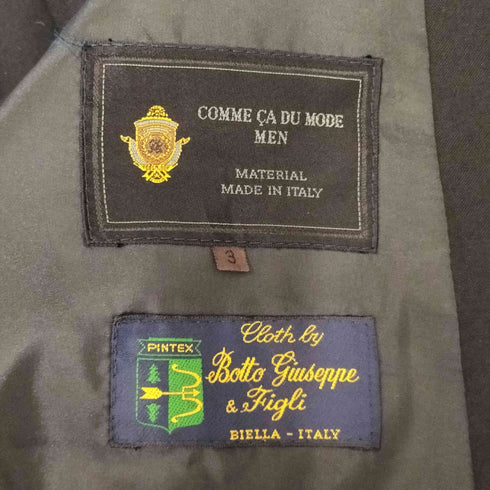 COMME ÇA DU MODE
MEN
MATERIAL
MADE IN ITALY
3
PINTEX
Cloth by
Botto Giuseppe
& Figli
BIELLA - ITALY